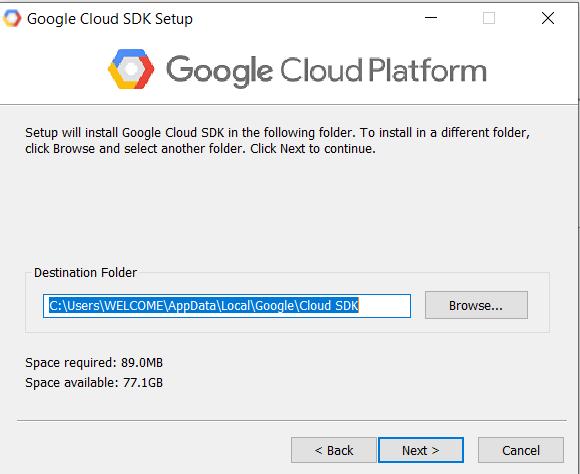 Google Cloud SDK Setup
Google Cloud Platform
Setup will install Google Cloud SDK in the following folder. To install in a different folder,
click Browse and select another folder. Click Next to continue.
Destination Folder
C:\Users\WELCOME\AppData\Local\Google\Cloud SDK
Browse...
Space required: 89.0MB
Space available: 77.1GB
< Back
Next >
Cancel